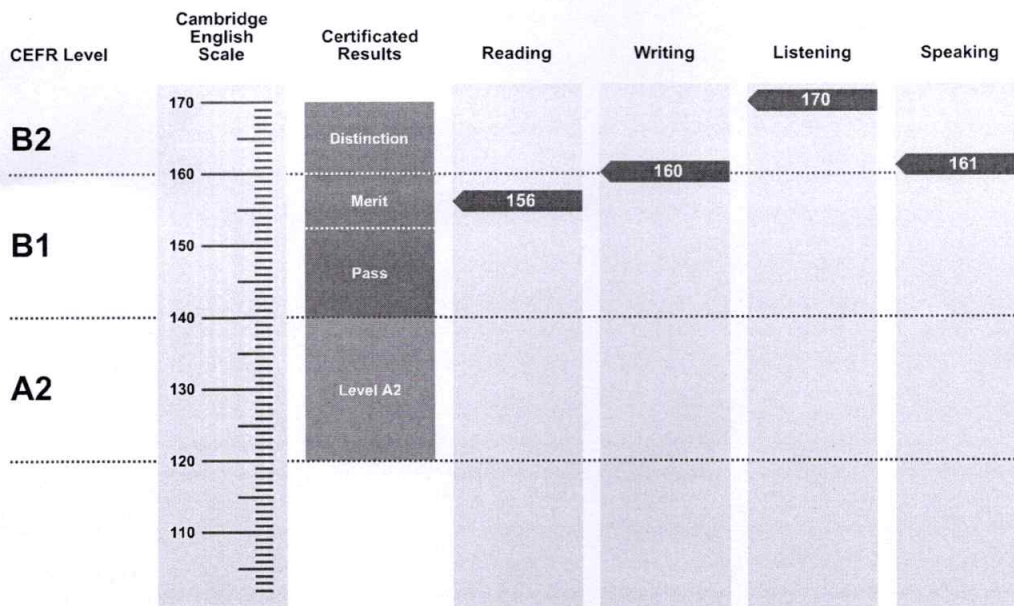 CEFR Level
Cambridge
English
Scale
Certificated
Results
Reading
Writing
Listening
Speaking
170
170
B2
Distinction
160
160
161
Merit
156
B1
150
Pass
140
A2
130
Level A2
120
110